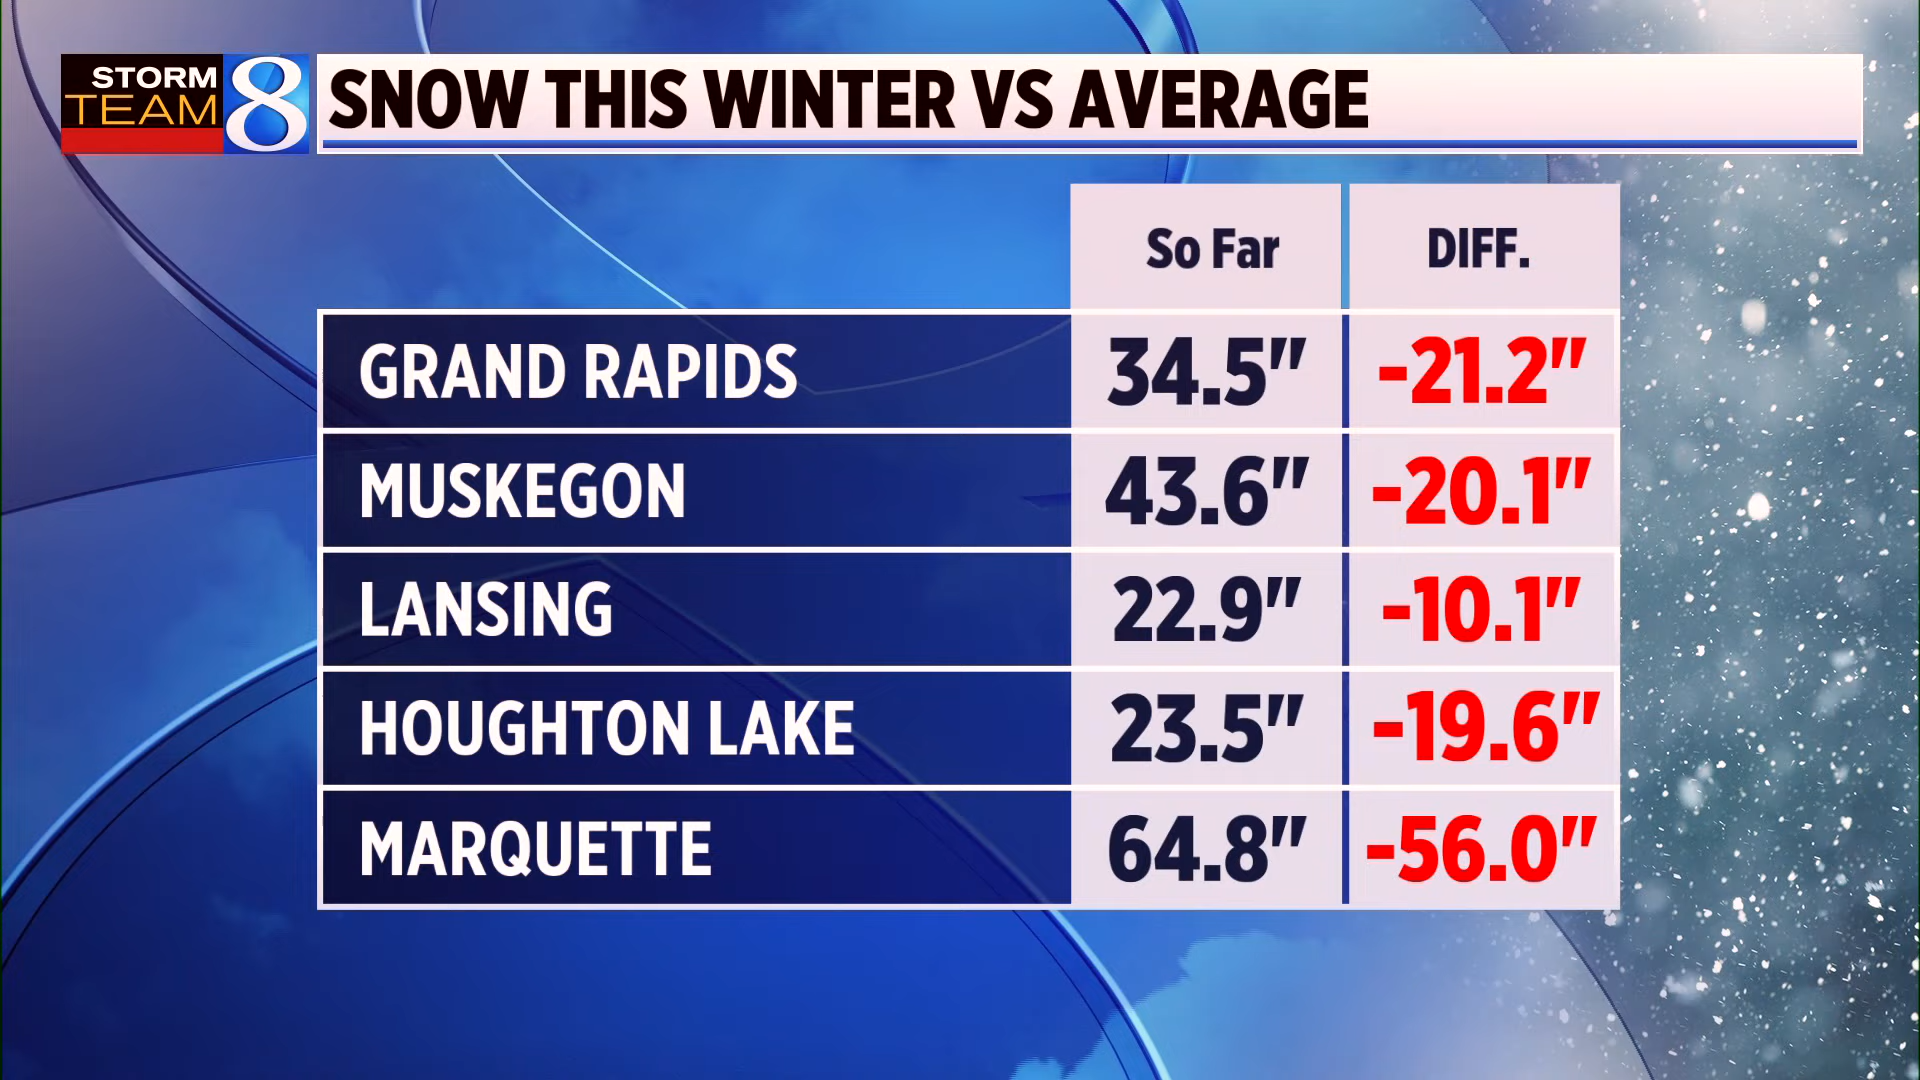 STORM
TEAM
8
SNOW THIS WINTER VS AVERAGE
So Far DIFF.
GRAND RAPIDS 34.5" -21.2"
MUSKEGON 43.6" -20.1"
LANSING 22.9" -10.1"
HOUGHTON LAKE 23.5" -19.6"
MARQUETTE 64.8" -56.0"